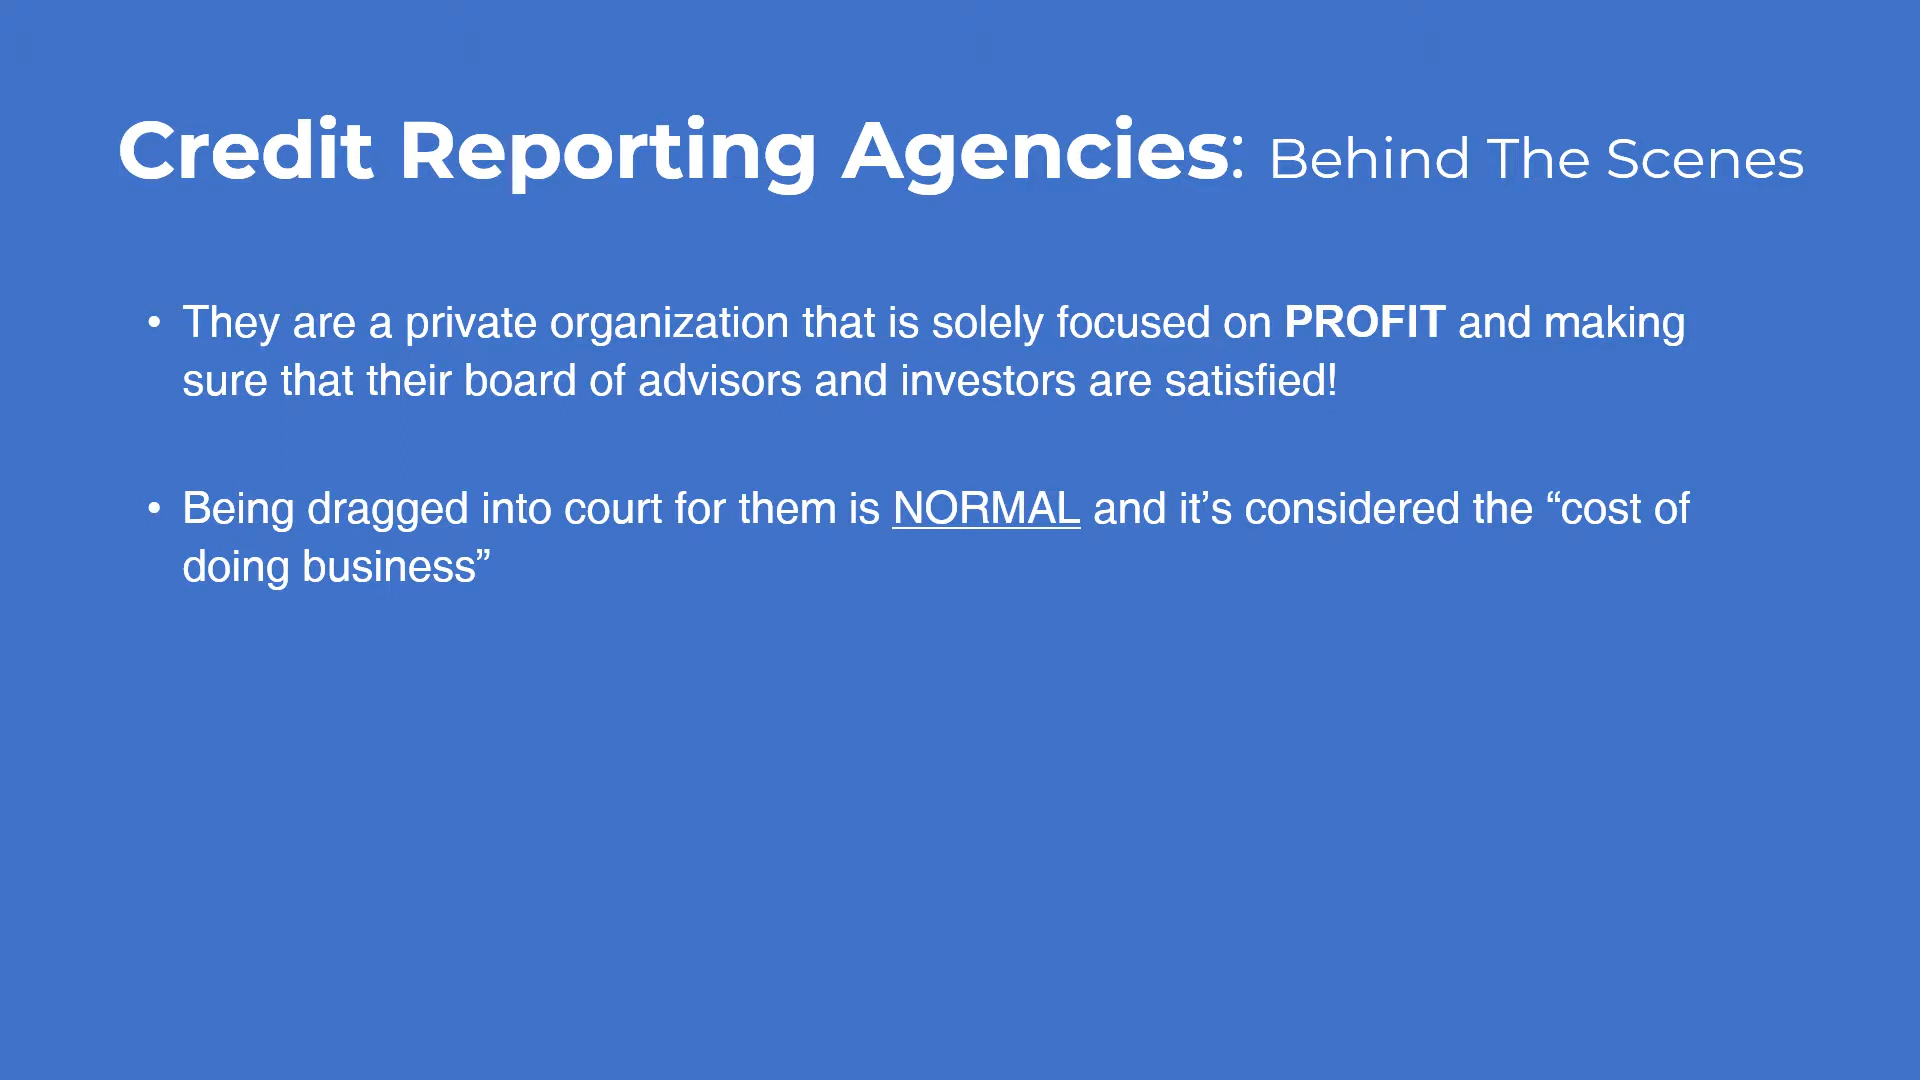 Credit Reporting Agencies: Behind The Scenes
• They are a private organization that is solely focused on PROFIT and making
sure that their board of advisors and investors are satisfied!
• Being dragged into court for them is NORMAL and it’s considered the “cost of
doing business”